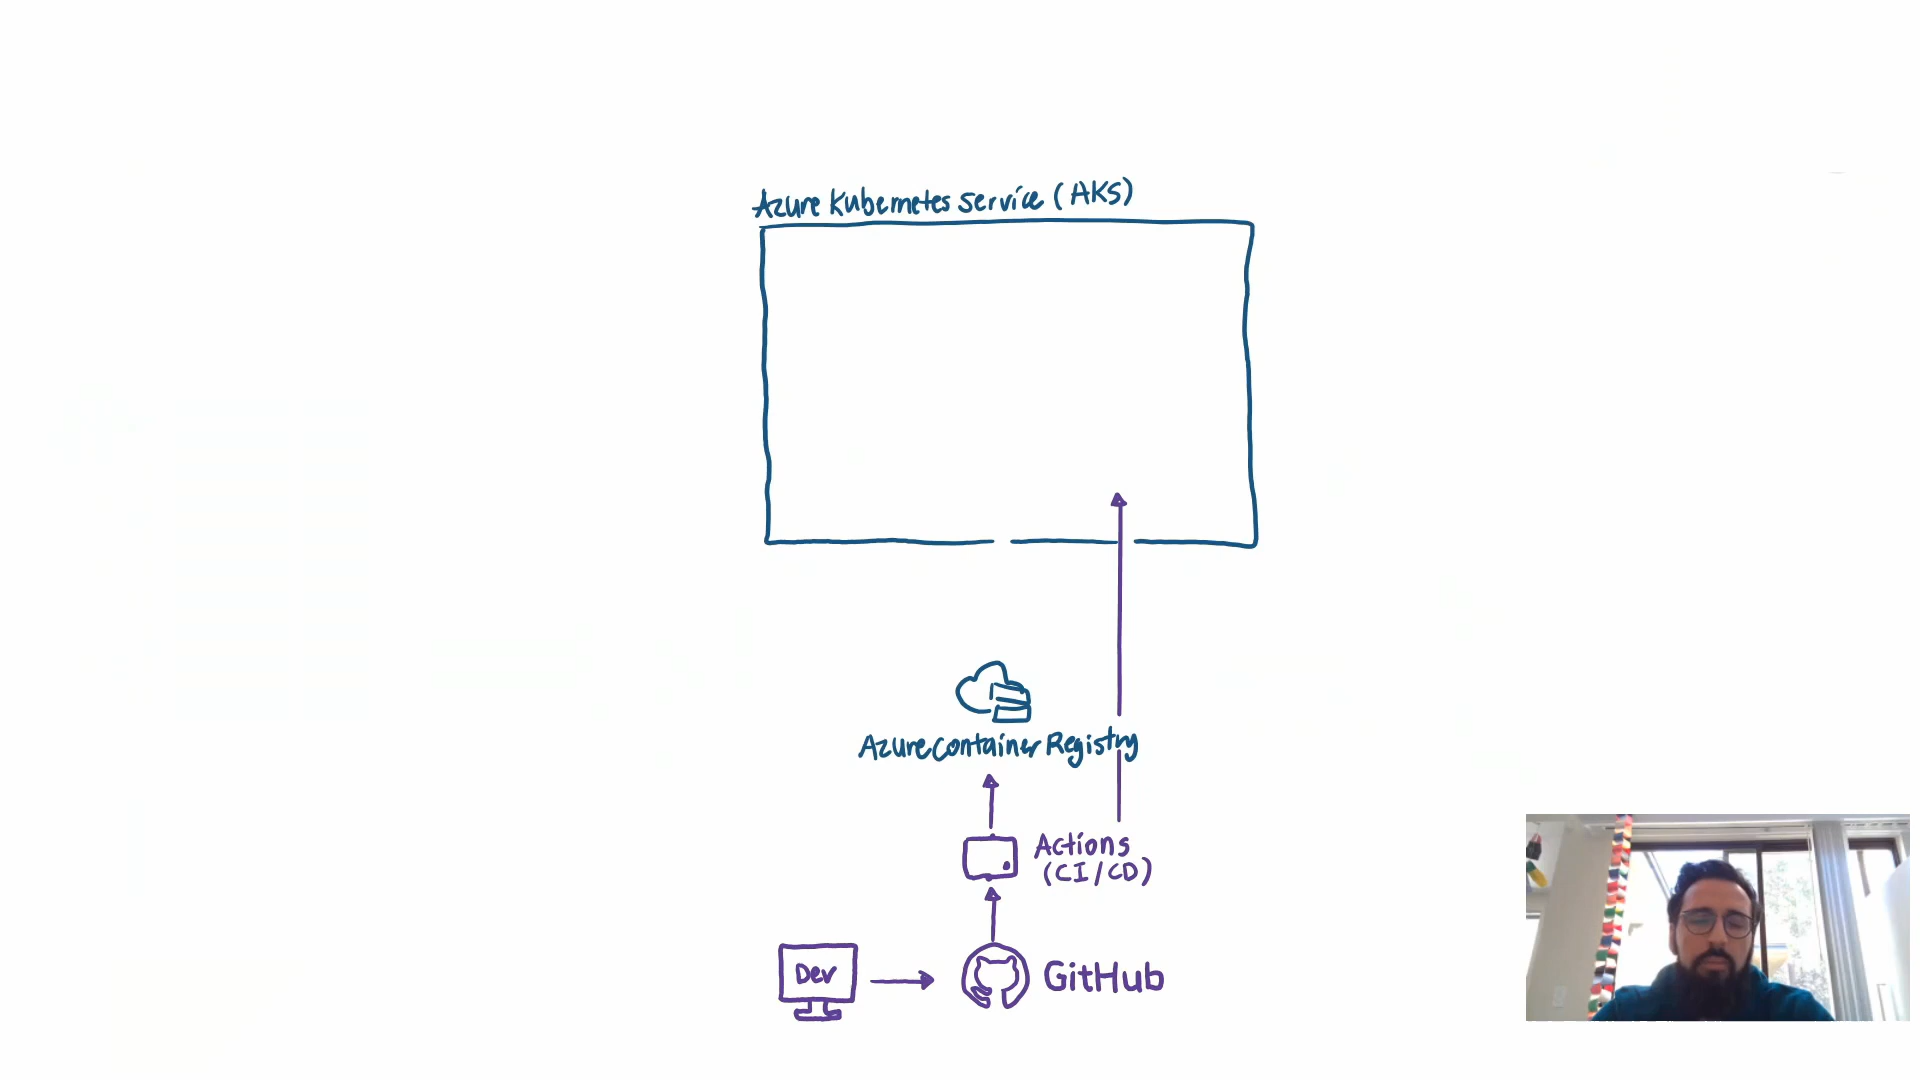 Azure Kubernetes Service (AKS)
Azure Container Registry
Actions
(CI/CD)
Dev
GitHub